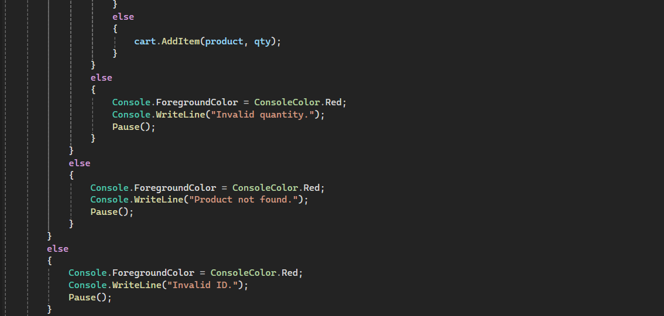 }
else
{
cart.AddItem(product, qty);
}
}
else
{
Console.ForegroundColor = ConsoleColor.Red;
Console.WriteLine("Invalid quantity.");
Pause();
}
}
else
{
Console.ForegroundColor = ConsoleColor.Red;
Console.WriteLine("Product not found.");
Pause();
}
}
else
{
Console.ForegroundColor = ConsoleColor.Red;
Console.WriteLine("Invalid ID.");
Pause();
}